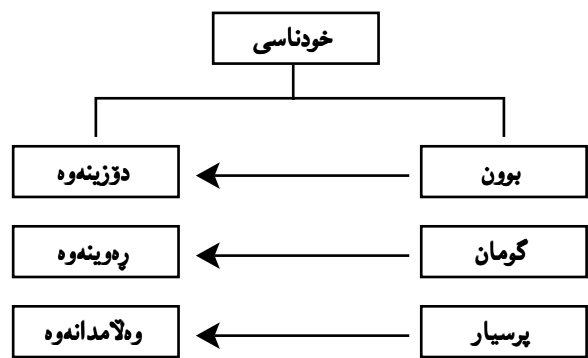 خودناسی
بوون
دۆزینەوە
گومان
ڕەوینەوە
پرسیار
وەڵامدانەوە